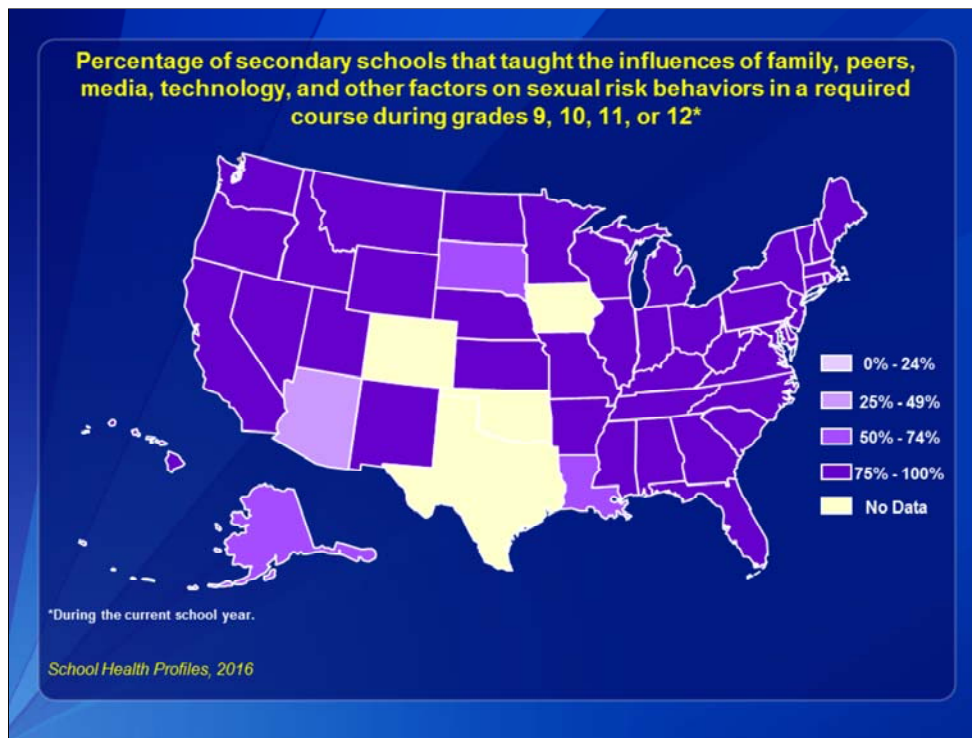 Percentage of secondary schools that taught the influences of family, peers,
media, technology, and other factors on sexual risk behaviors in a required
course during grades 9, 10, 11, or 12*
0% - 24%
25% - 49%
50% - 74%
75% - 100%
No Data
*During the current school year.
School Health Profiles, 2016